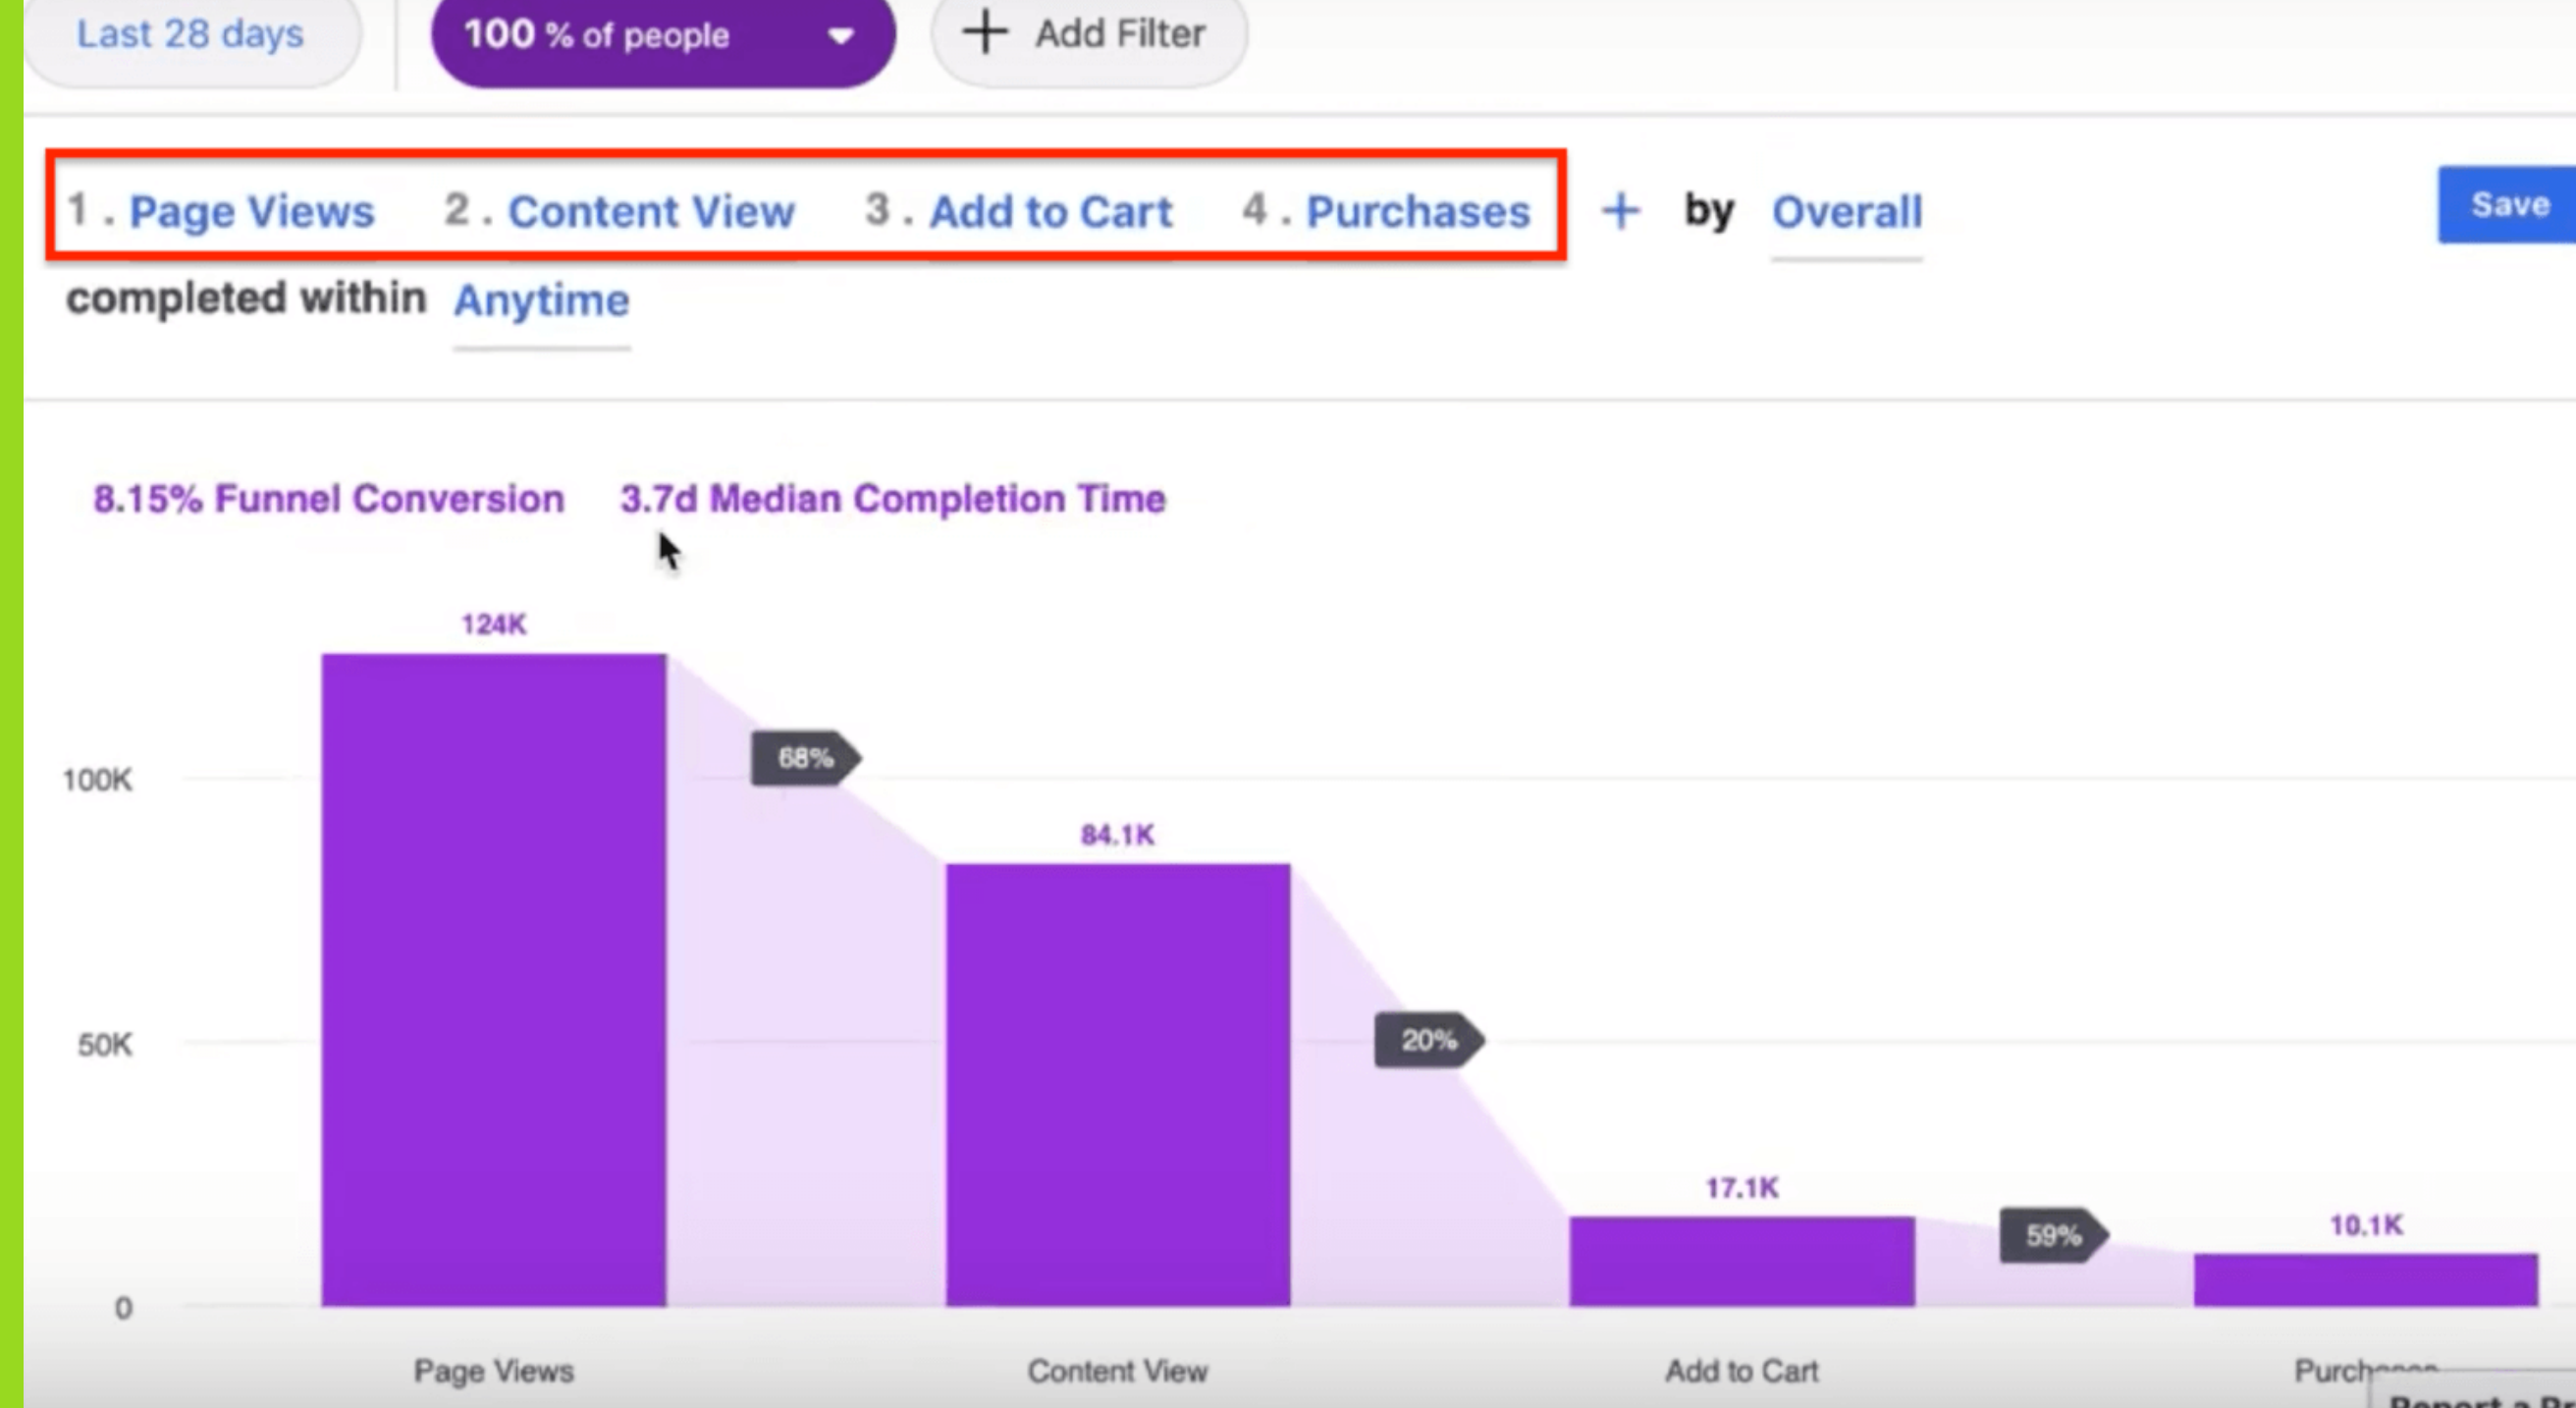 Last 28 days
100 % of people
+ Add Filter
1 . Page Views 2 . Content View 3 . Add to Cart 4 . Purchases + by Overall
Save
completed within Anytime
8.15% Funnel Conversion 3.7d Median Completion Time
124K
68%
100K
84.1K
50K
20%
17.1K
59%
10.1K
0
Page Views Content View Add to Cart
Report a